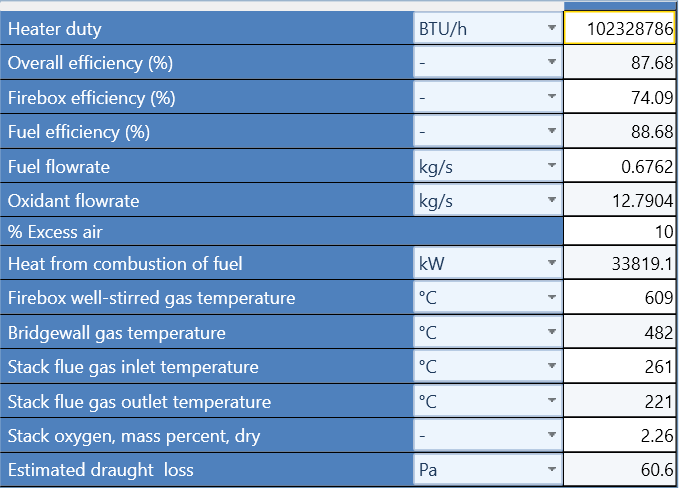 Heater duty BTU/h 102328786
Overall efficiency (%) - 87.68
Firebox efficiency (%) - 74.09
Fuel efficiency (%) - 88.68
Fuel flowrate kg/s 0.6762
Oxidant flowrate kg/s 12.7904
% Excess air 10
Heat from combustion of fuel kW 33819.1
Firebox well-stirred gas temperature °C 609
Bridgewall gas temperature °C 482
Stack flue gas inlet temperature °C 261
Stack flue gas outlet temperature °C 221
Stack oxygen, mass percent, dry - 2.26
Estimated draught loss Pa 60.6